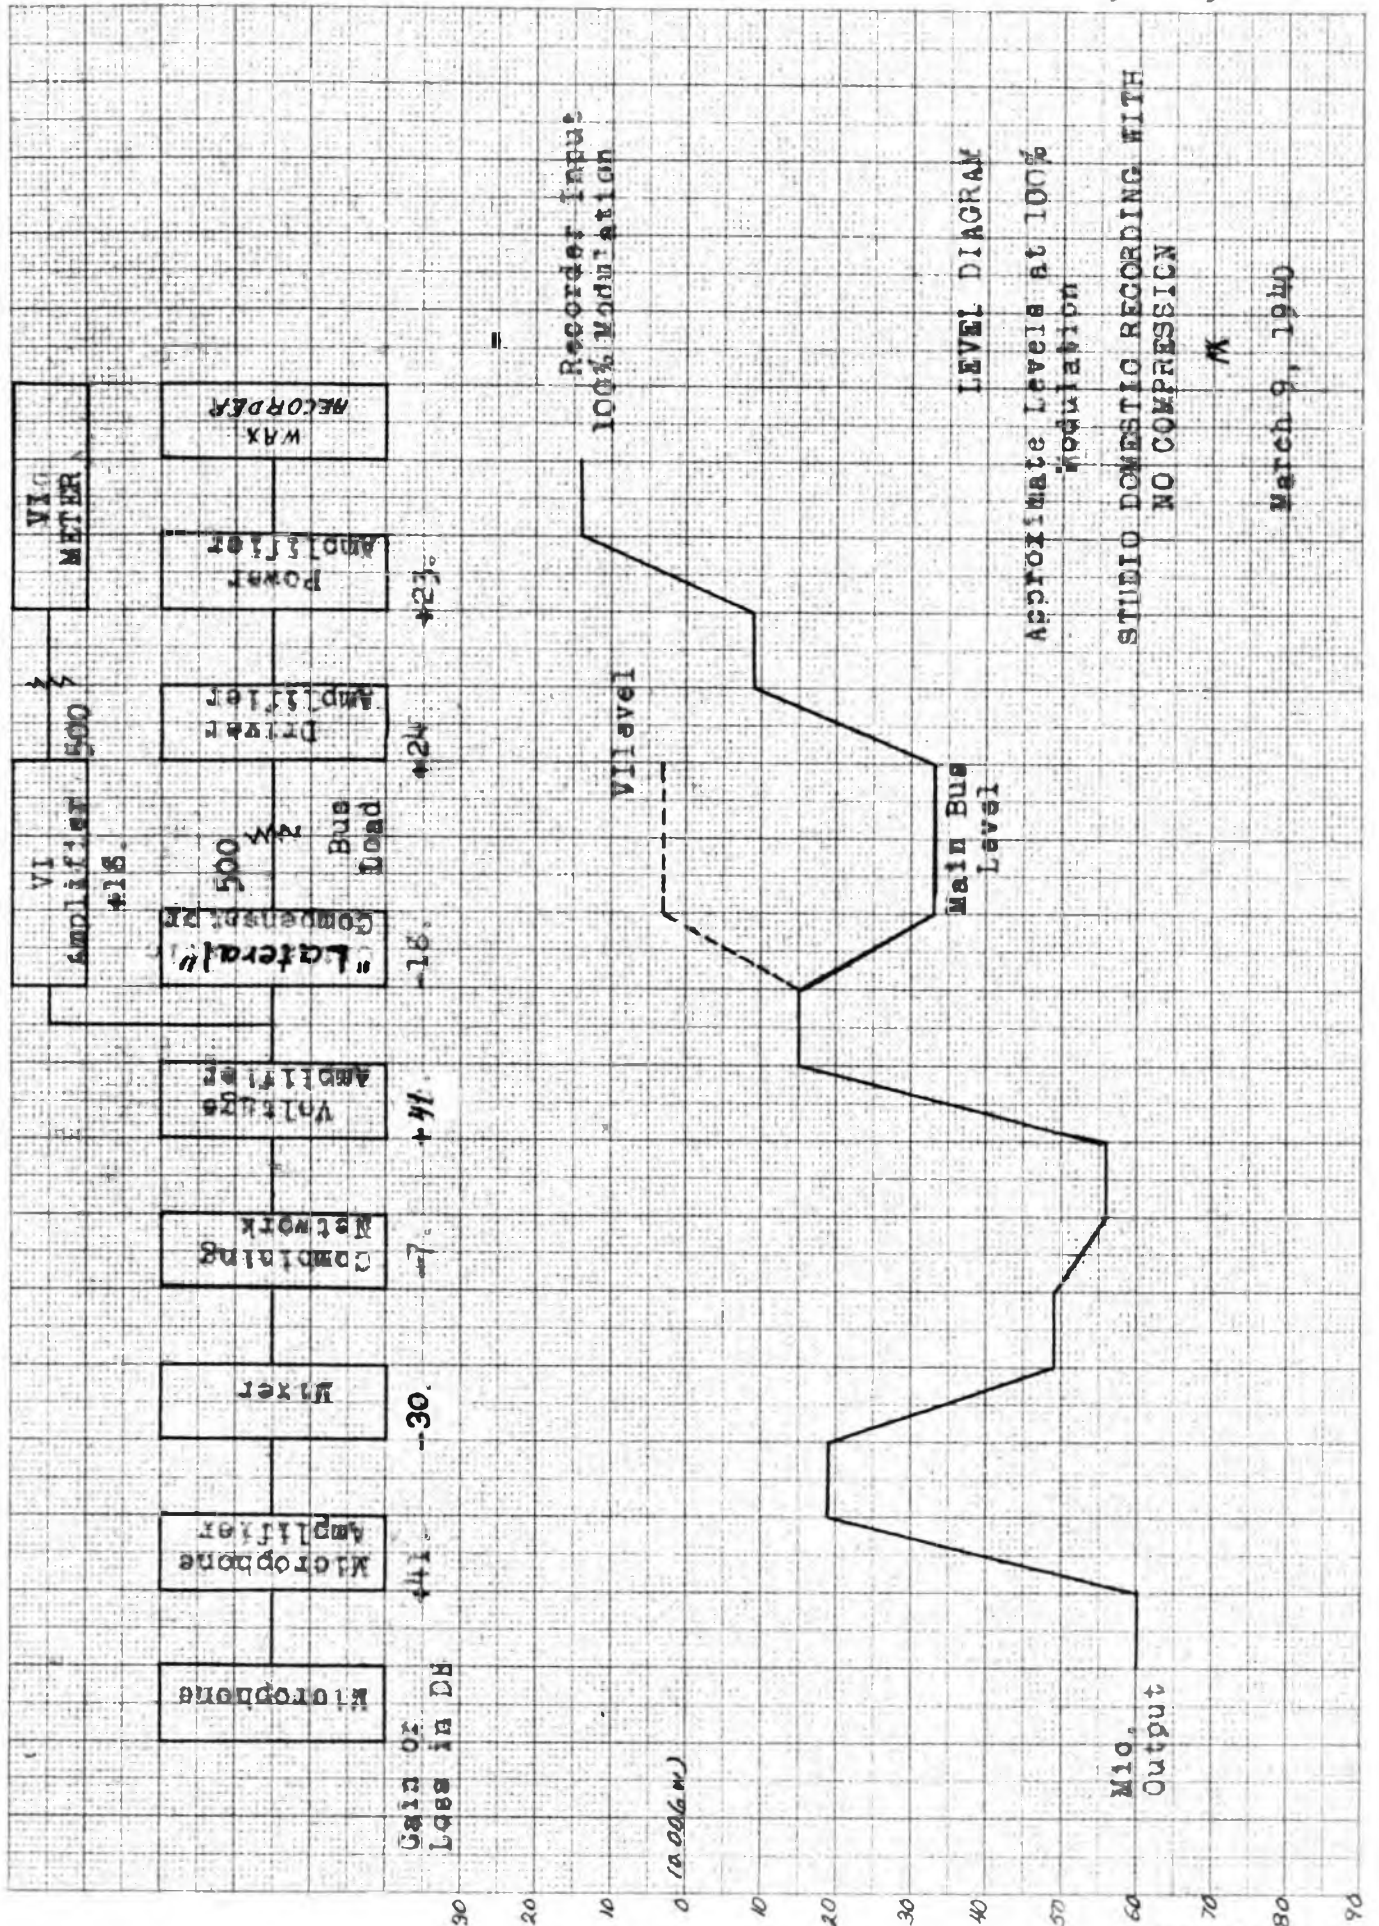 VI
METER
VI
Amplifier
+18.
500
500
Bus
Load
Microphone
Microphone
Amplifier
Mixer
Combining
Network
Voltage
Amplifier
"Lateral"
Compensator
Driver
Amplifier
Power
Amplifier
WAX
RECORDER
Gain or
Loss in DB
+41.
-30.
-7.
+41.
-18.
+24
+23.
Recorder Input
100% Modulation
VI Level
Main Bus
Level
Mic.
Output
(0.006W)
LEVEL DIAGRAM
Approximate Levels at 100%
Modulation
STUDIO DOMESTIC RECORDING WITH
NO COMPRESSION
March 9, 1940
30
20
10
0
10
20
30
40
50
60
70
80
90